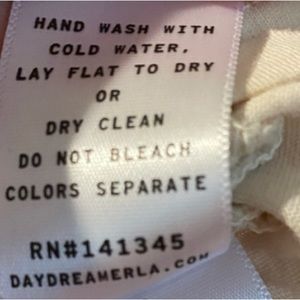 HAND WASH WITH
COLD WATER,
LAY FLAT TO DRY
OR
DRY CLEAN
DO NOT BLEACH
COLORS SEPARATE
RN#141345
DAYDREAMERLA.COM